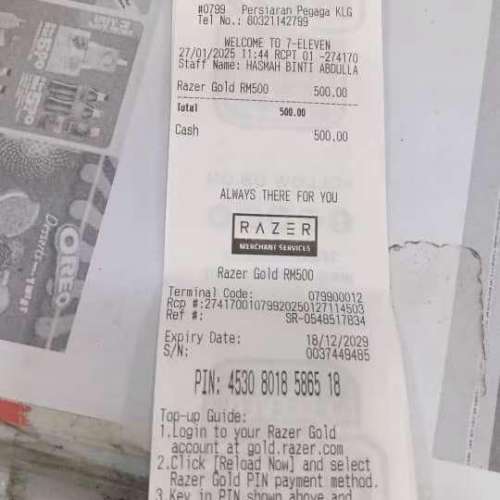 #0799 Persiaran Pegaga KLG
Tel No.: 60321142799
WELCOME TO 7-ELEVEN
27/01/2025 11:44 RCPT 01 -274170
Staff Name: HASMAH BINTI ABDULLA
Razer Gold RM500 500.00
Total 500.00
Cash 500.00
ALWAYS THERE FOR YOU
RAZER
MERCHANT SERVICES
Razer Gold RM500
Terminal Code: 079900012
Rcp #:27417001079920250127114503
Ref #: SR-0548517834
Expiry Date: 18/12/2029
S/N: 0037449485
PIN: 4530 8018 5865 18
Top-up Guide:
1.Login to your Razer Gold
account at gold.razer.com
2.Click [Reload Now] and select
Razer Gold PIN payment method.
3.Key in PIN shown above and
OREO